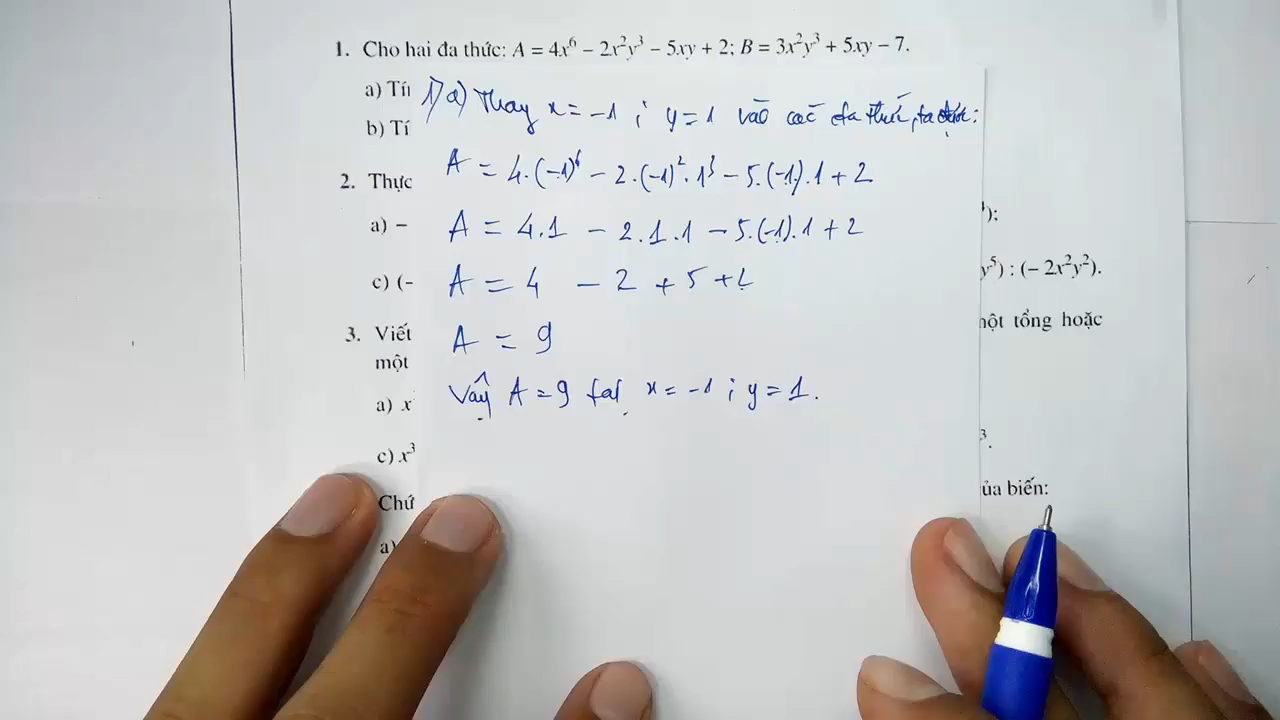 1. Cho hai đa thức: A = 4x⁶ − 2x²y³ − 5xy + 2; B = 3x²y³ + 5xy − 7.
a) Tí
1) a) Thay x = −1 ; y = 1 vào các đa thức, ta được:
b) Tí
A = 4.(−1)⁶ − 2.(−1)².1³ − 5.(−1).1 + 2
2. Thực
):
a) −
A = 4.1 − 2.1.1 − 5.(−1).1 + 2
y⁵) : (− 2x²y²).
c) (-
A = 4 − 2 + 5 + 2
một tổng hoặc
3. Viết
A = 9
một
Vậy A = 9 tại x = −1 ; y = 1.
a) x
3.
c) x³
ủa biến:
Chứ
a)